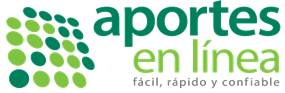 aportes
en línea
fácil, rápido y confiable